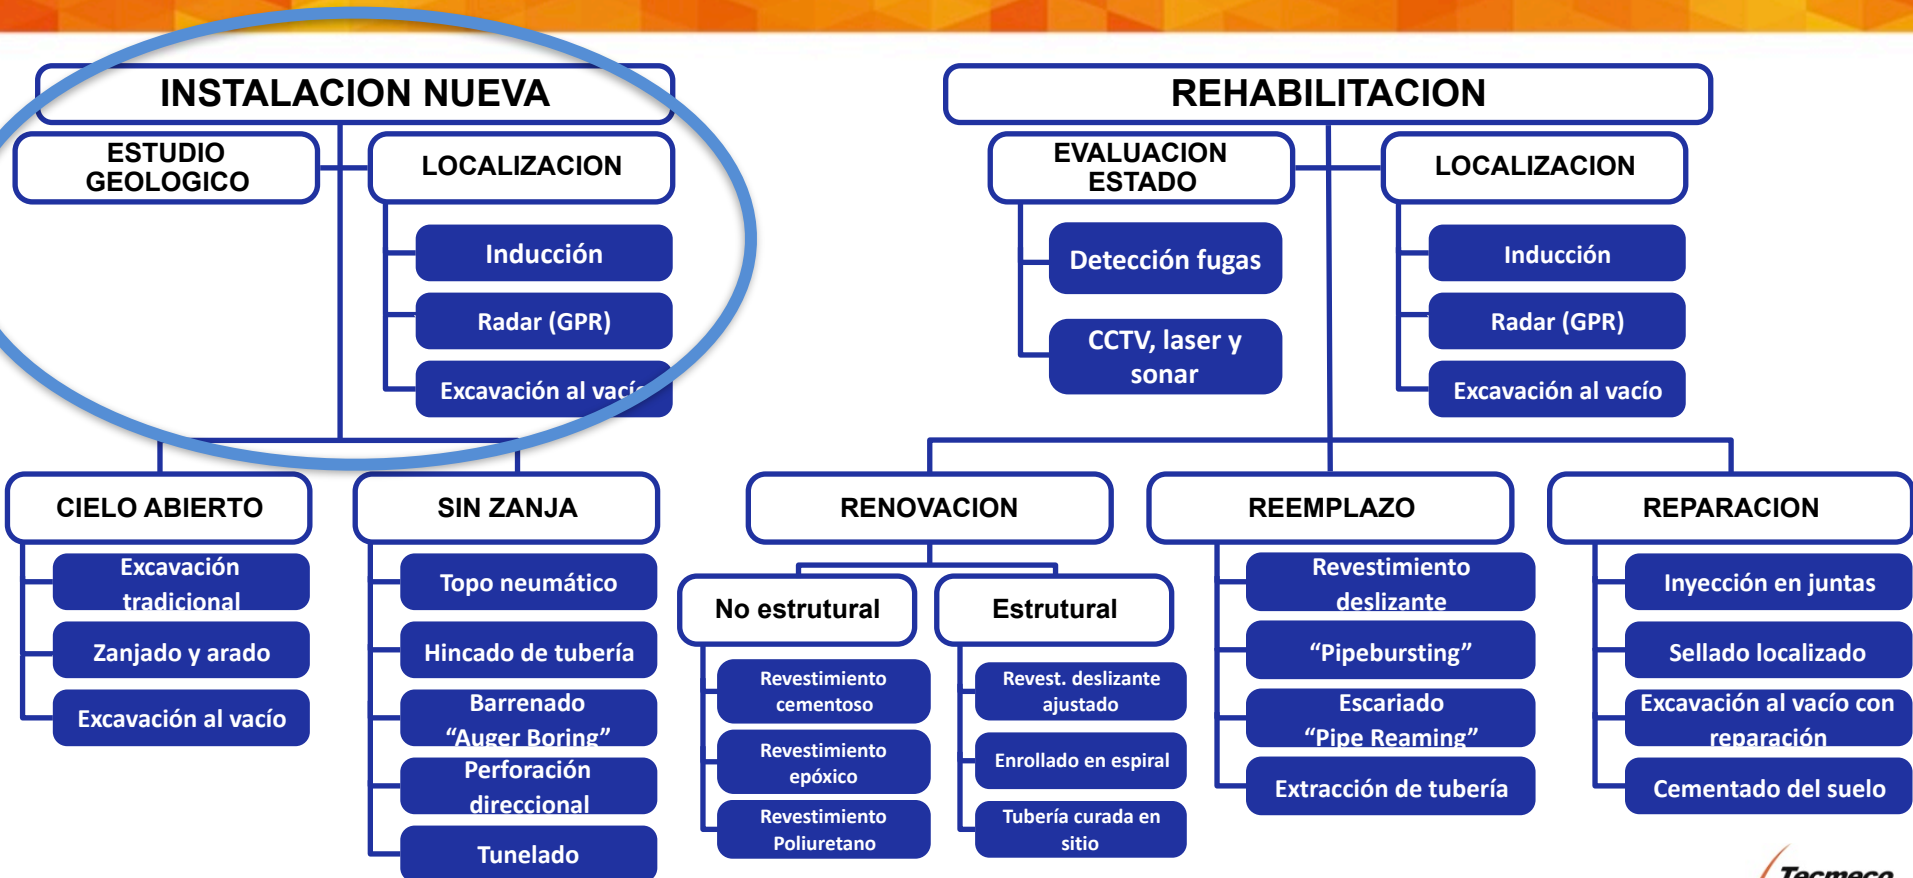 INSTALACION NUEVA
ESTUDIO
GEOLOGICO
LOCALIZACION
Inducción
Radar (GPR)
Excavación al vacío
CIELO ABIERTO
Excavación
tradicional
Zanjado y arado
Excavación al vacío
SIN ZANJA
Topo neumático
Hincado de tubería
Barrenado
“Auger Boring”
Perforación
direccional
Tunelado
REHABILITACION
EVALUACION
ESTADO
Detección fugas
CCTV, laser y
sonar
LOCALIZACION
Inducción
Radar (GPR)
Excavación al vacío
RENOVACION
No estrutural
Revestimiento
cementoso
Revestimiento
epóxico
Revestimiento
Poliuretano
Estrutural
Revest. deslizante
ajustado
Enrollado en espiral
Tubería curada en
sitio
REEMPLAZO
Revestimiento
deslizante
“Pipebursting”
Escariado
“Pipe Reaming”
Extracción de tubería
REPARACION
Inyección en juntas
Sellado localizado
Excavación al vacío con
reparación
Cementado del suelo
Tecmeco